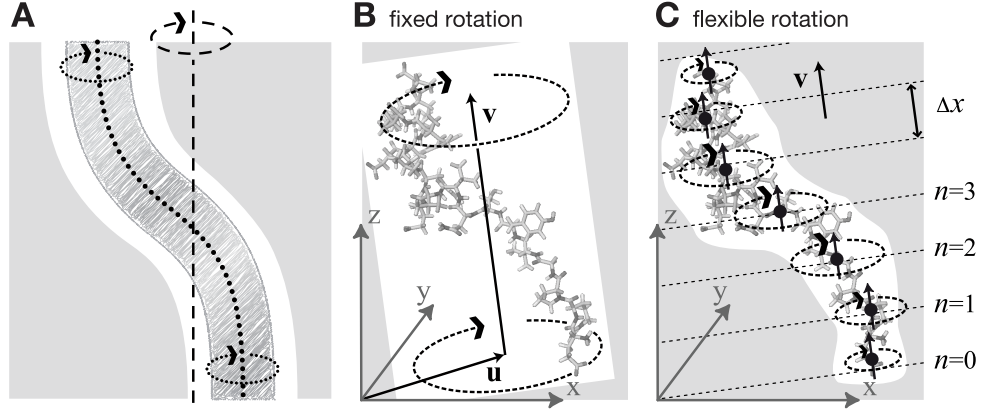 A
B fixed rotation
C flexible rotation
v
z
y
u
x
v
Δx
n=3
z
n=2
y
n=1
x
n=0